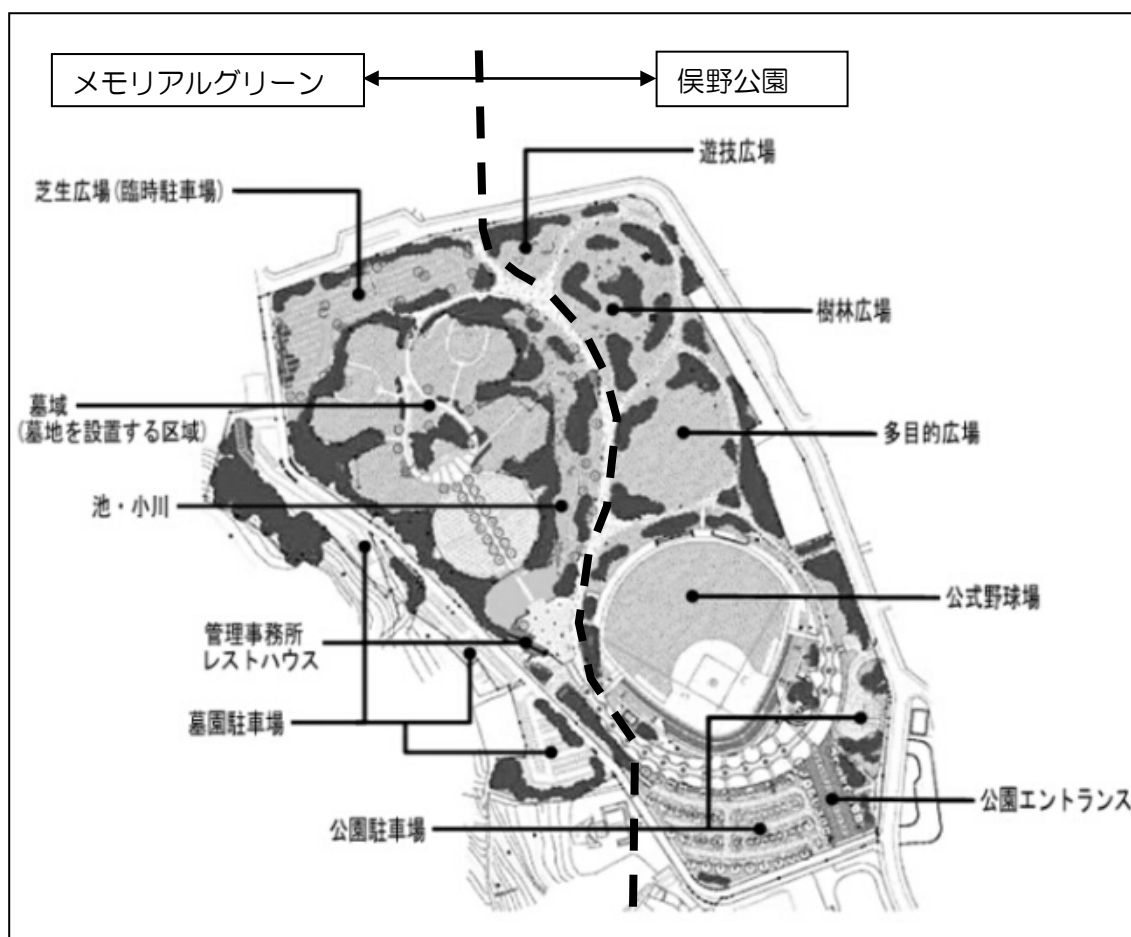 メモリアルグリーン
俣野公園
遊技広場
芝生広場(臨時駐車場)
樹林広場
墓域
(墓地を設置する区域)
多目的広場
池・小川
公式野球場
管理事務所
レストハウス
墓園駐車場
公園エントランス
公園駐車場